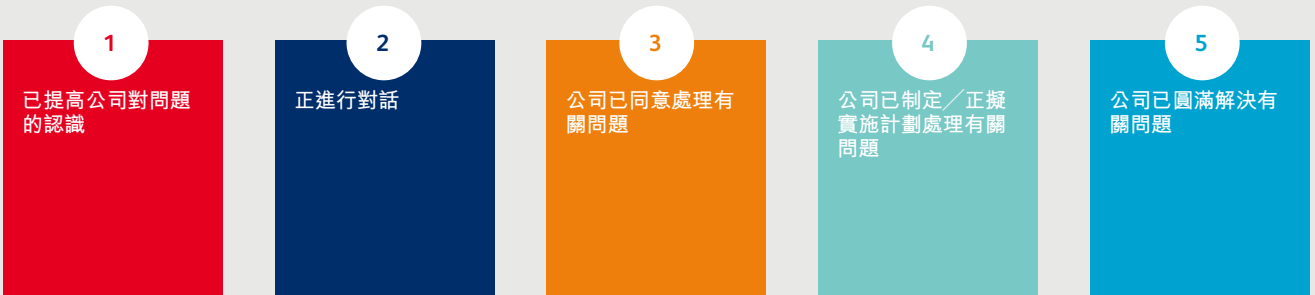 1
已提高公司對問題
的認識
2
正進行對話
3
公司已同意處理有
關問題
4
公司已制定／正擬
實施計劃處理有關
問題
5
公司已圓滿解決有
關問題